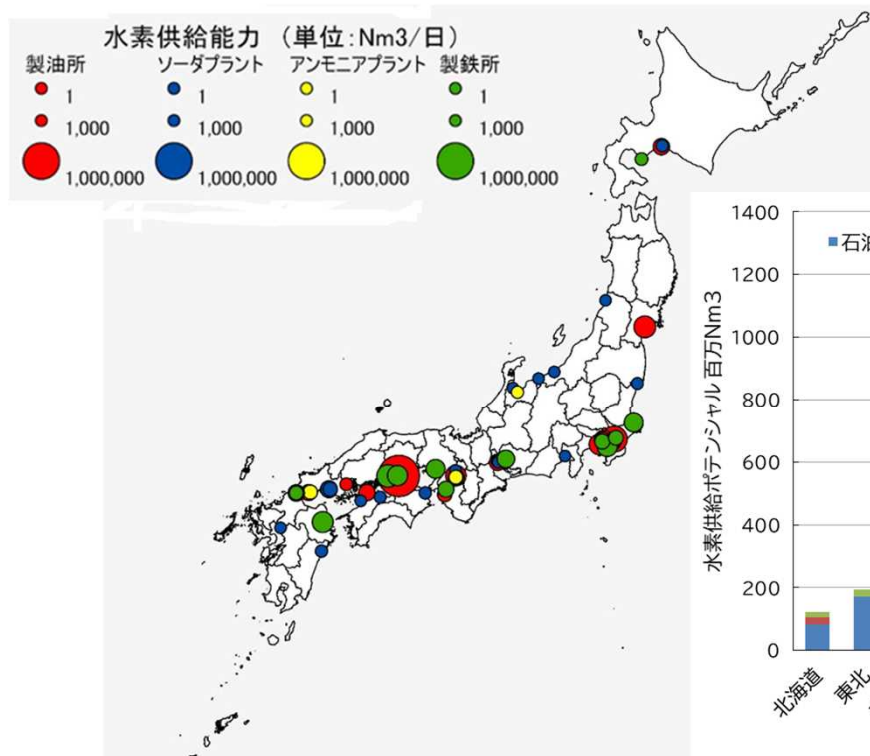 水素供給能力 (単位:Nm3/日)
製油所 ソーダプラント アンモニアプラント 製鉄所
1 1 1 1
1,000 1,000 1,000 1,000
1,000,000 1,000,000 1,000,000 1,000,000
水素供給ポテンシャル 百万Nm3
1400
1200
1000
800
600
400
200
0
石油
北海道
東北